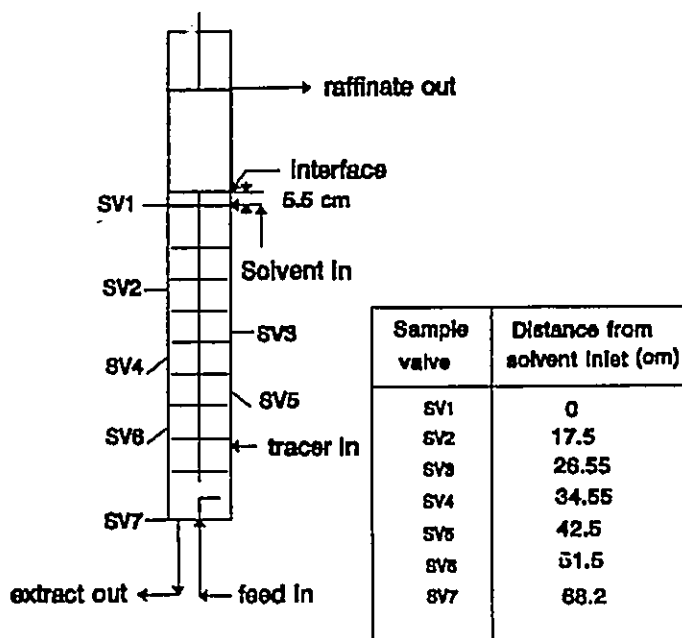 raffinate out
Interface
5.5 cm
SV1
Solvent in
SV2
SV3
SV4
SV5
SV6
tracer in
SV7
extract out
feed in
Sample valve Distance from solvent inlet (cm)
SV1 0
SV2 17.5
SV3 26.55
SV4 34.55
SV5 42.5
SV6 51.5
SV7 68.2